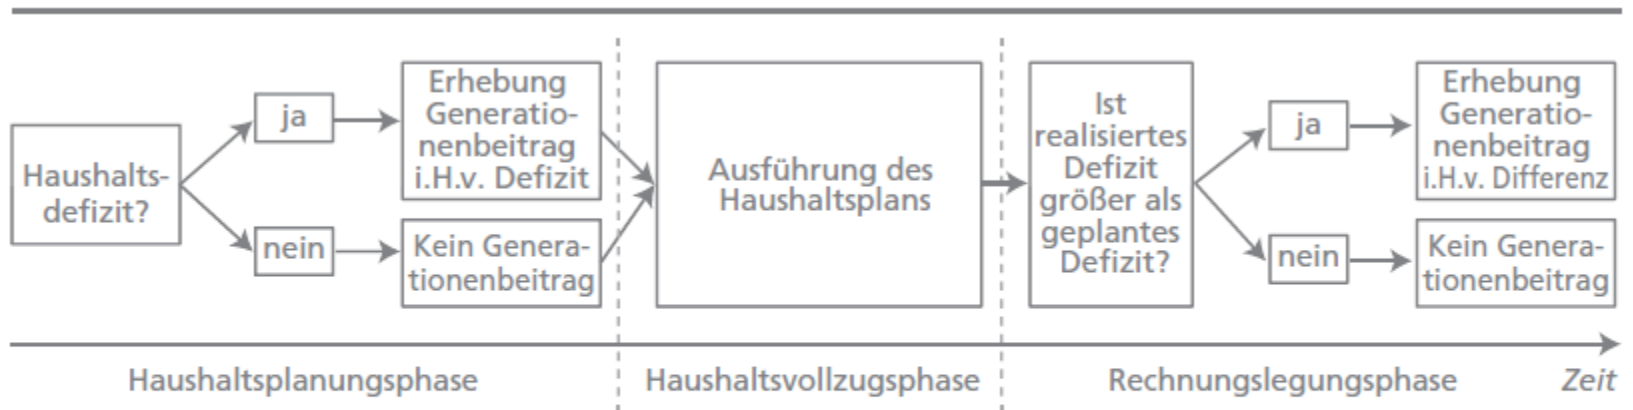 Haushalts-
defizit?
ja
nein
Erhebung
Generatio-
nenbeitrag
i.H.v. Defizit
Kein Genera-
tionenbeitrag
Ausführung des
Haushaltsplans
Ist
realisiertes
Defizit
größer als
geplantes
Defizit?
ja
nein
Erhebung
Generatio-
nenbeitrag
i.H.v. Differenz
Kein Genera-
tionenbeitrag
Haushaltsplanungsphase
Haushaltsvollzugsphase
Rechnungslegungsphase
Zeit